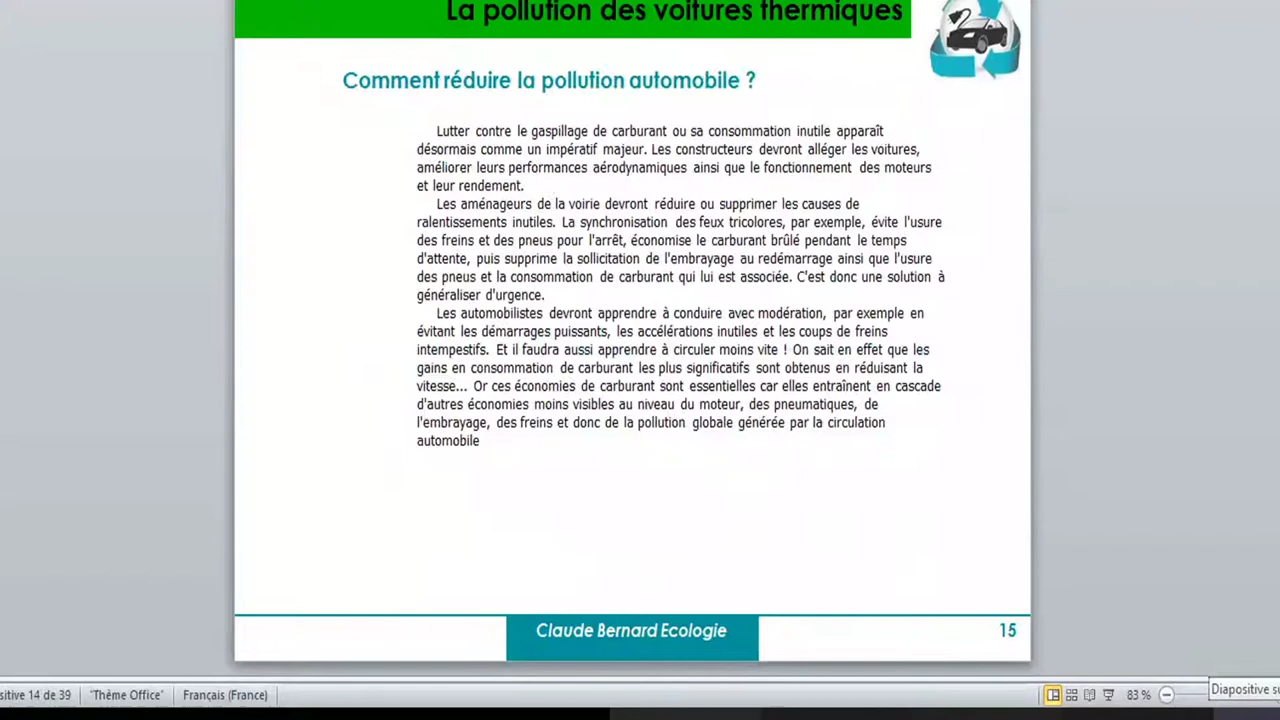 La pollution des voitures thermiques
Comment réduire la pollution automobile ?
Lutter contre le gaspillage de carburant ou sa consommation inutile apparaît
désormais comme un impératif majeur. Les constructeurs devront alléger les voitures,
améliorer leurs performances aérodynamiques ainsi que le fonctionnement des moteurs
et leur rendement.
Les aménageurs de la voirie devront réduire ou supprimer les causes de
ralentissements inutiles. La synchronisation des feux tricolores, par exemple, évite l'usure
des freins et des pneus pour l'arrêt, économise le carburant brûlé pendant le temps
d'attente, puis supprime la sollicitation de l'embrayage au redémarrage ainsi que l'usure
des pneus et la consommation de carburant qui lui est associée. C'est donc une solution à
généraliser d'urgence.
Les automobilistes devront apprendre à conduire avec modération, par exemple en
évitant les démarrages puissants, les accélérations inutiles et les coups de freins
intempestifs. Et il faudra aussi apprendre à circuler moins vite ! On sait en effet que les
gains en consommation de carburant les plus significatifs sont obtenus en réduisant la
vitesse... Or ces économies de carburant sont essentielles car elles entraînent en cascade
d'autres économies moins visibles au niveau du moteur, des pneumatiques, de
l'embrayage, des freins et donc de la pollution globale générée par la circulation
automobile
Claude Bernard Ecologie
15
sitive 14 de 39
"Thème Office"
Français (France)
83 %
Diapositive su